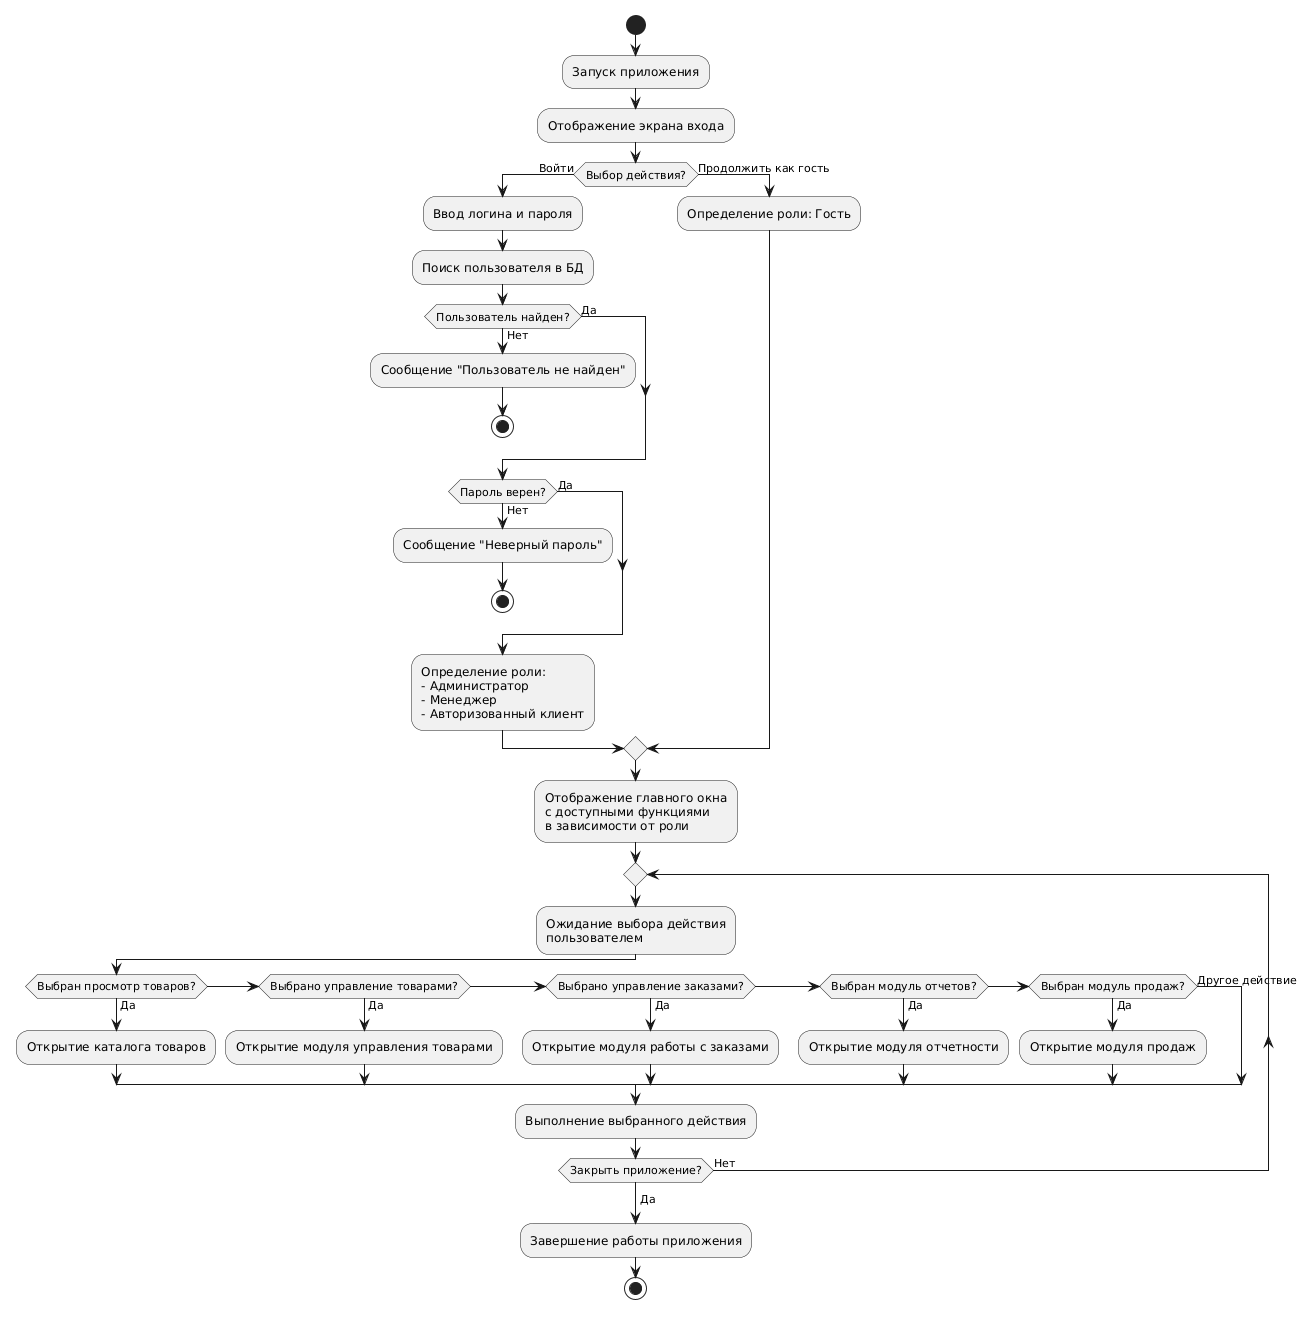 Запуск приложения
Отображение экрана входа
Войти
Выбор действия?
Продолжить как гость
Ввод логина и пароля
Определение роли: Гость
Поиск пользователя в БД
Пользователь найден?
Да
Нет
Сообщение "Пользователь не найден"
Пароль верен?
Да
Нет
Сообщение "Неверный пароль"
Определение роли:
- Администратор
- Менеджер
- Авторизованный клиент
Отображение главного окна
с доступными функциями
в зависимости от роли
Ожидание выбора действия
пользователем
Выбран просмотр товаров?
Выбрано управление товарами?
Выбрано управление заказами?
Выбран модуль отчетов?
Выбран модуль продаж?
Другое действие
Да
Да
Да
Да
Да
Открытие каталога товаров
Открытие модуля управления товарами
Открытие модуля работы с заказами
Открытие модуля отчетности
Открытие модуля продаж
Выполнение выбранного действия
Закрыть приложение?
Нет
Да
Завершение работы приложения